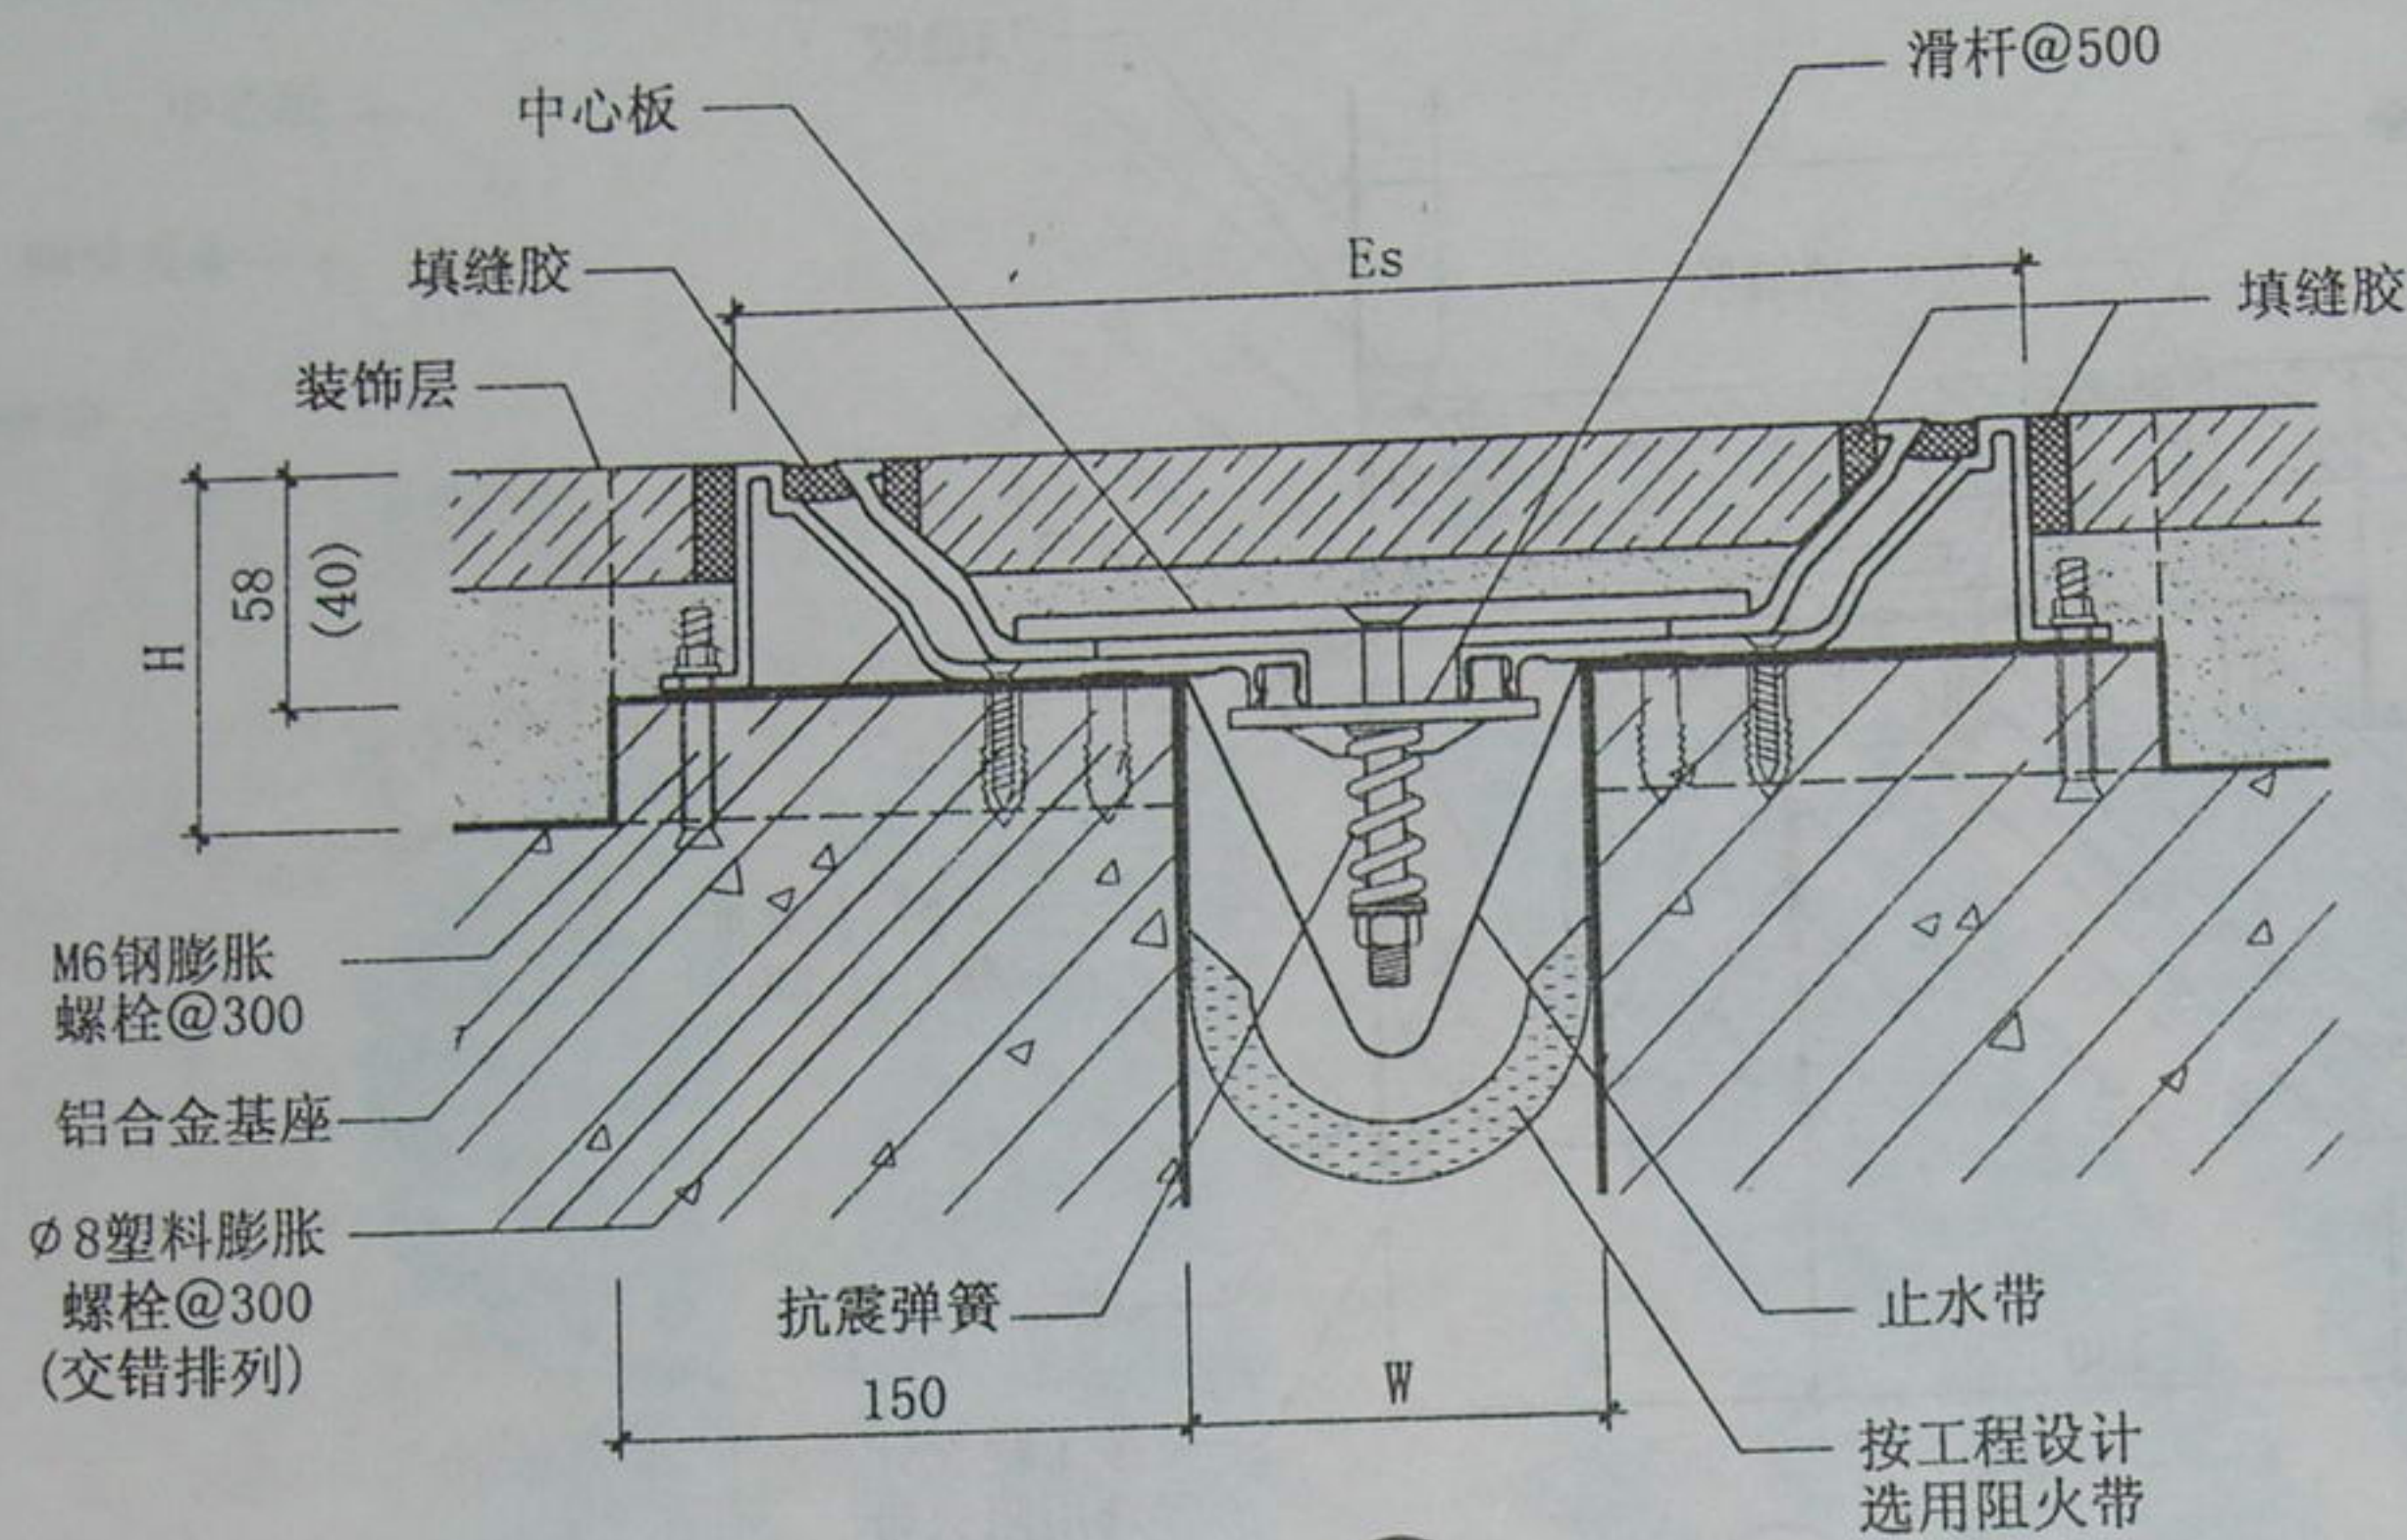 滑杆@500
中心板
Es
填缝胶
填缝胶
装饰层
H
58
(40)
M6钢膨胀
螺栓@300
铝合金基座
Ø8塑料膨胀
螺栓@300
(交错排列)
抗震弹簧
止水带
150
W
按工程设计
选用阻火带